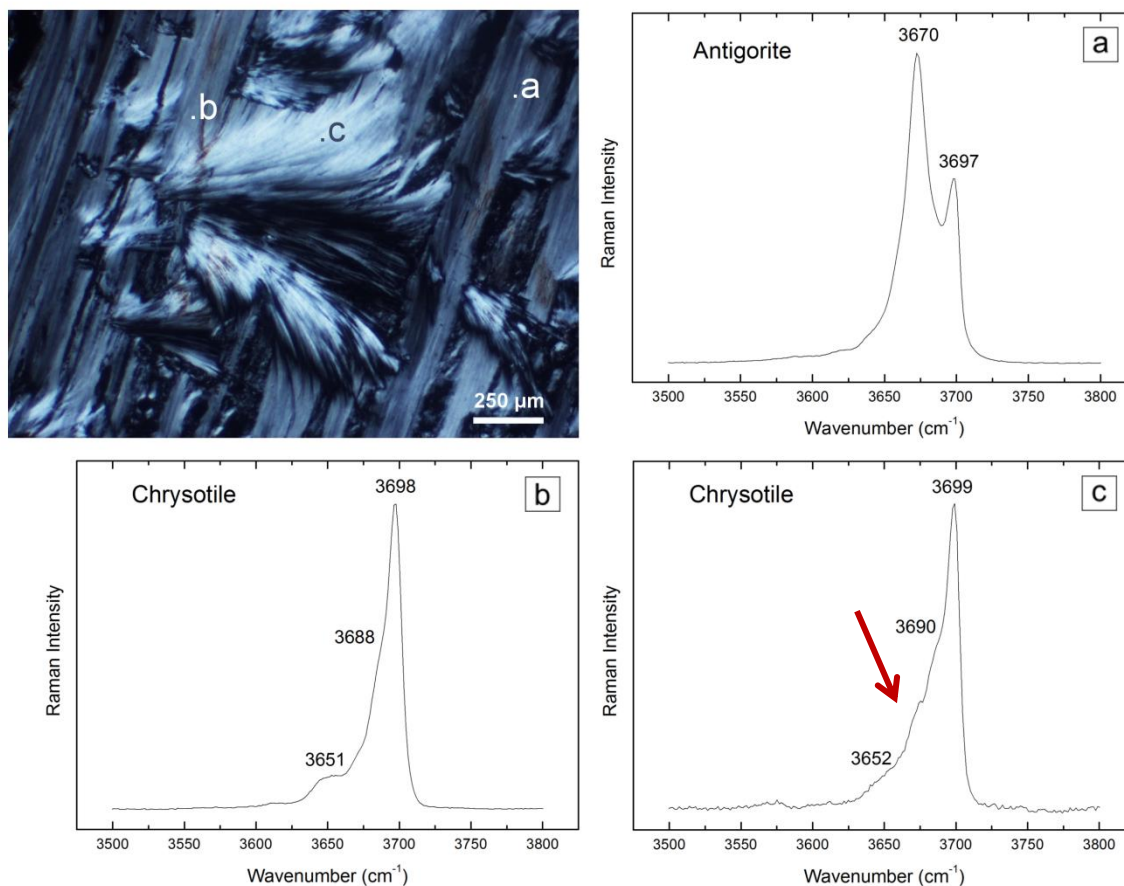 .a
.b
.c
250 µm
Antigorite
a
3670
3697
Raman Intensity
3500 3550 3600 3650 3700 3750 3800
Wavenumber (cm⁻¹)
Chrysotile
b
3698
3688
3651
Raman Intensity
3500 3550 3600 3650 3700 3750 3800
Wavenumber (cm⁻¹)
Chrysotile
c
3699
3690
3652
Raman Intensity
3500 3550 3600 3650 3700 3750 3800
Wavenumber (cm⁻¹)